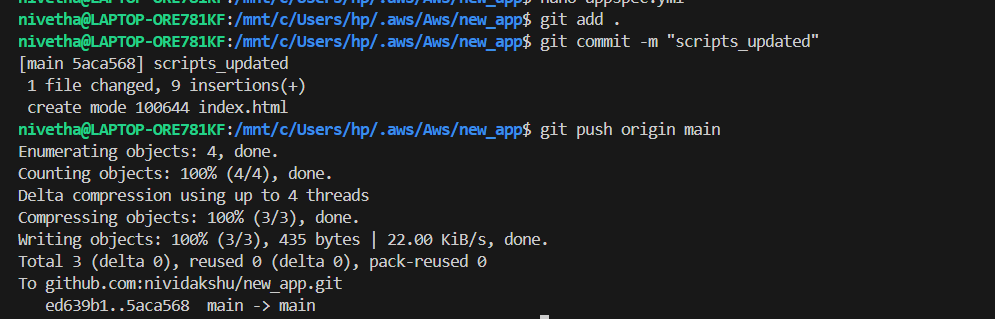 nivetha@LAPTOP-ORE781KF:/mnt/c/Users/hp/.aws/Aws/new_app$ nano appspec.yml
nivetha@LAPTOP-ORE781KF:/mnt/c/Users/hp/.aws/Aws/new_app$ git add .
nivetha@LAPTOP-ORE781KF:/mnt/c/Users/hp/.aws/Aws/new_app$ git commit -m "scripts_updated"
[main 5aca568] scripts_updated
 1 file changed, 9 insertions(+)
 create mode 100644 index.html
nivetha@LAPTOP-ORE781KF:/mnt/c/Users/hp/.aws/Aws/new_app$ git push origin main
Enumerating objects: 4, done.
Counting objects: 100% (4/4), done.
Delta compression using up to 4 threads
Compressing objects: 100% (3/3), done.
Writing objects: 100% (3/3), 435 bytes | 22.00 KiB/s, done.
Total 3 (delta 0), reused 0 (delta 0), pack-reused 0
To github.com:nividakshu/new_app.git
   ed639b1..5aca568  main -> main